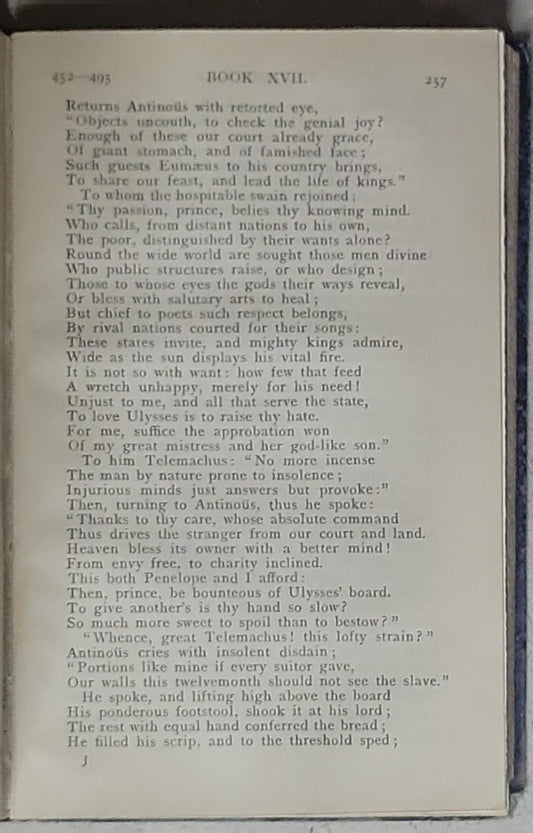 452—495 BOOK XVII. 257
Returns Antinoüs with retorted eye,
"Objects uncouth, to check the genial joy?
Enough of these our court already grace,
Of giant stomach, and of famished face;
Such guests Eumæus to his country brings,
To share our feast, and lead the life of kings."
To whom the hospitable swain rejoined:
"Thy passion, prince, belies thy knowing mind.
Who calls, from distant nations to his own,
The poor, distinguished by their wants alone?
Round the wide world are sought those men divine
Who public structures raise, or who design;
Those to whose eyes the gods their ways reveal,
Or bless with salutary arts to heal;
But chief to poets such respect belongs,
By rival nations courted for their songs:
These states invite, and mighty kings admire,
Wide as the sun displays his vital fire.
It is not so with want: how few that feed
A wretch unhappy, merely for his need!
Unjust to me, and all that serve the state,
To love Ulysses is to raise thy hate.
For me, suffice the approbation won
Of my great mistress and her god-like son."
To him Telemachus: "No more incense
The man by nature prone to insolence;
Injurious minds just answers but provoke:"
Then, turning to Antinoüs, thus he spoke:
"Thanks to thy care, whose absolute command
Thus drives the stranger from our court and land.
Heaven bless its owner with a better mind!
From envy free, to charity inclined.
This both Penelope and I afford:
Then, prince, be bounteous of Ulysses' board.
To give another's is thy hand so slow?
So much more sweet to spoil than to bestow?"
"Whence, great Telemachus! this lofty strain?"
Antinoüs cries with insolent disdain;
"Portions like mine if every suitor gave,
Our walls this twelvemonth should not see the slave."
He spoke, and lifting high above the board
His ponderous footstool, shook it at his lord;
The rest with equal hand conferred the bread;
He filled his scrip, and to the threshold sped;
J